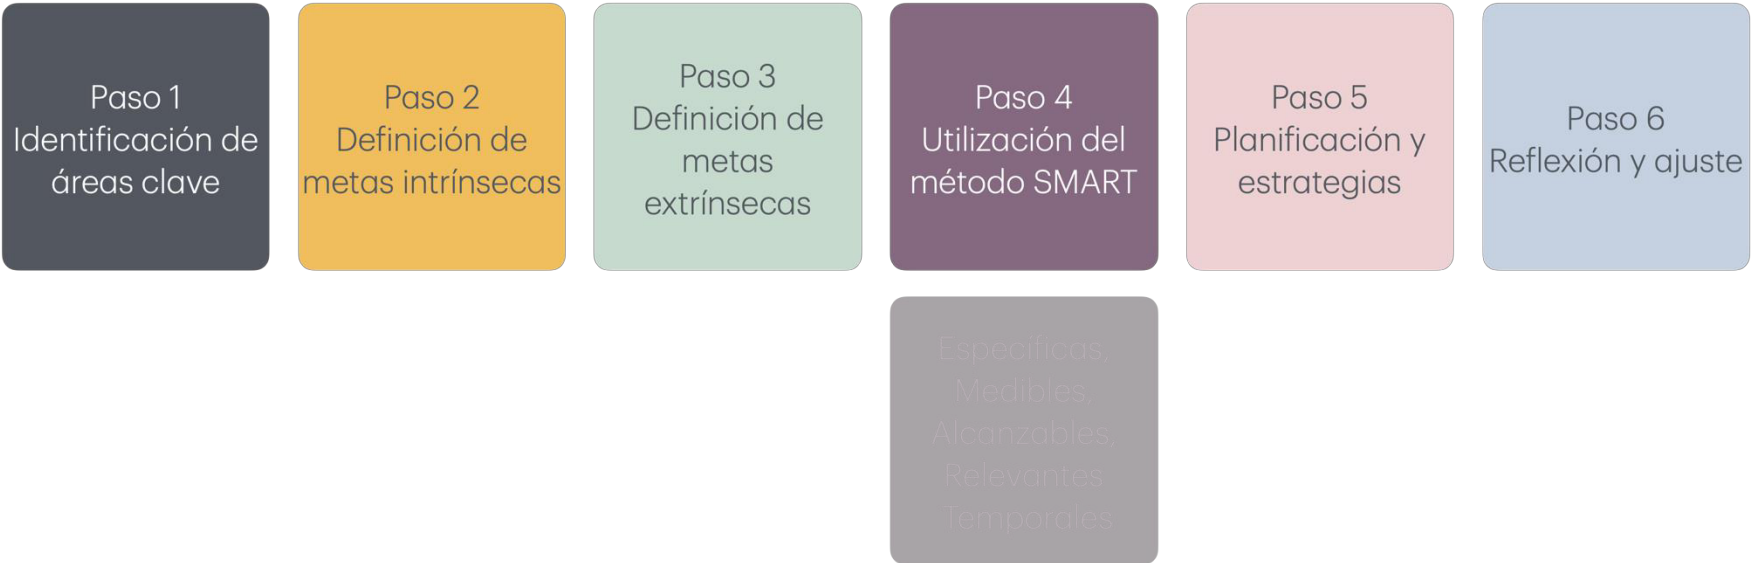 Paso 1
Identificación de
áreas clave
Paso 2
Definición de
metas intrínsecas
Paso 3
Definición de
metas
extrínsecas
Paso 4
Utilización del
método SMART
Paso 5
Planificación y
estrategias
Paso 6
Reflexión y ajuste
Específicas,
Medibles,
Alcanzables,
Relevantes
Temporales